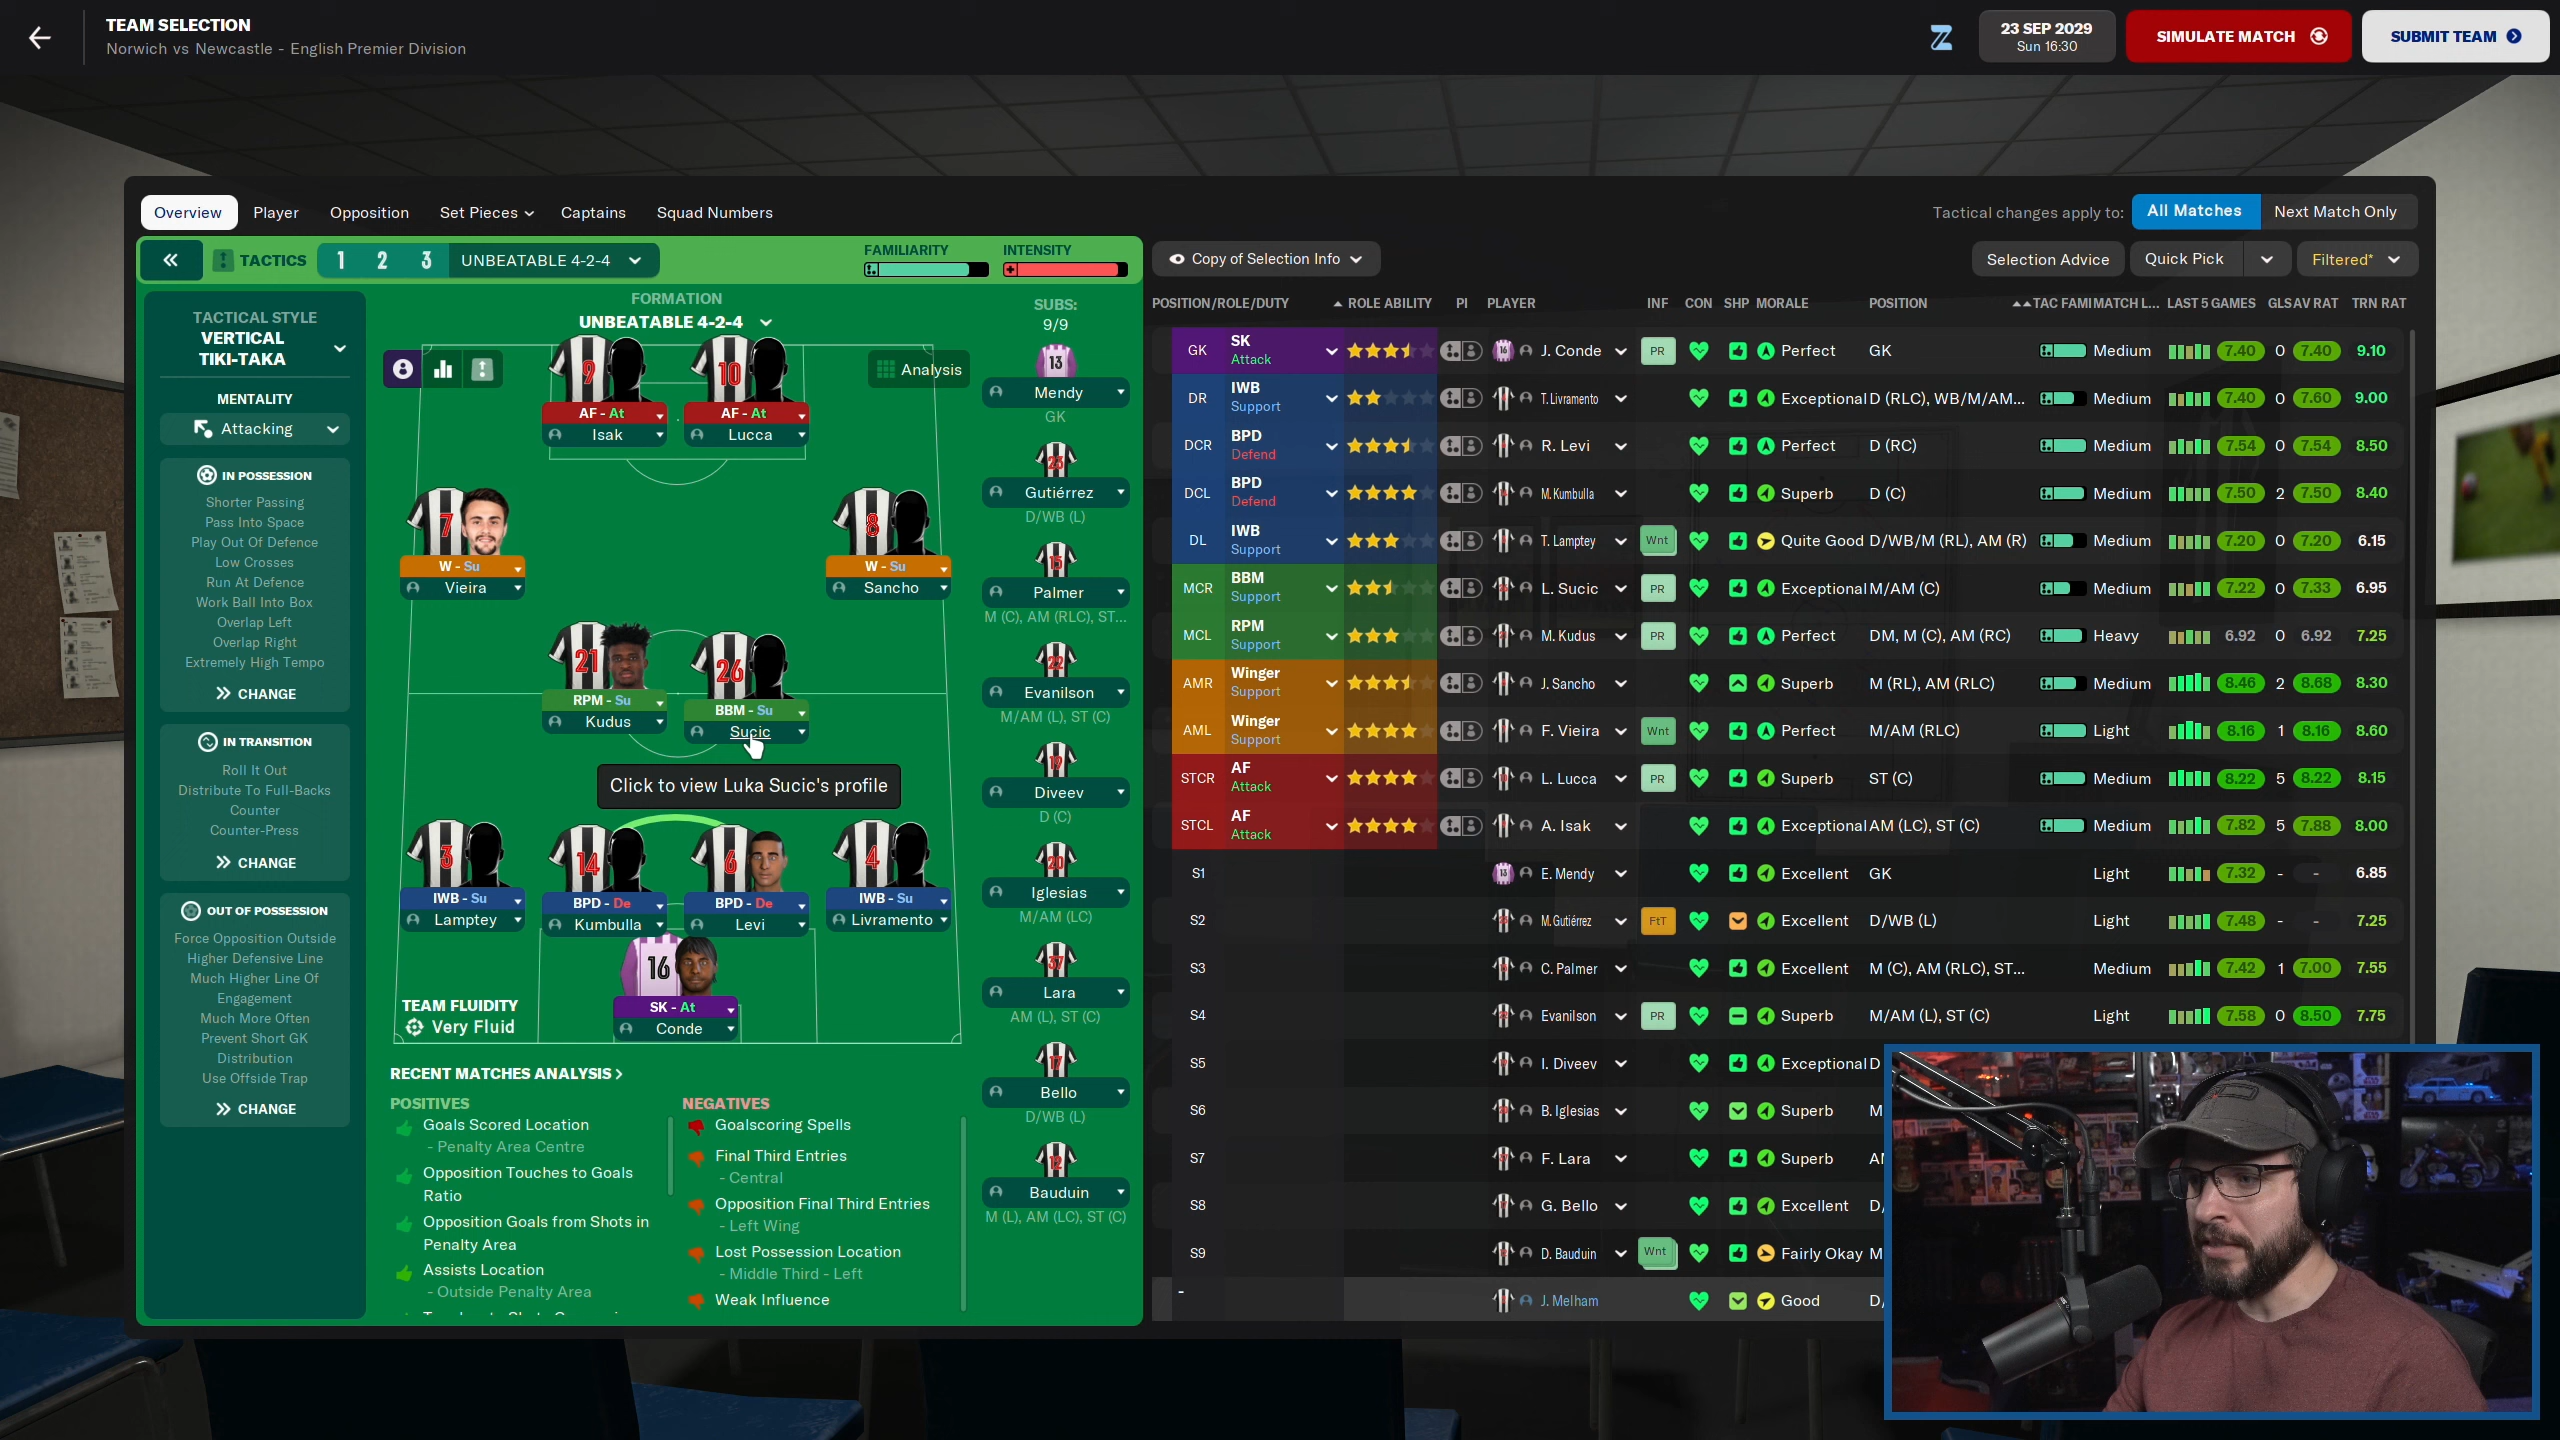 TEAM SELECTION
Norwich vs Newcastle - English Premier Division
23 SEP 2029
Sun 16:30
SIMULATE MATCH
SUBMIT TEAM
Overview Player Opposition Set Pieces Captains Squad Numbers
Tactical changes apply to: All Matches Next Match Only
TACTICS 1 2 3 UNBEATABLE 4-2-4
FAMILIARITY INTENSITY
Copy of Selection Info
Selection Advice Quick Pick Filtered*
TACTICAL STYLE
VERTICAL
TIKI-TAKA
MENTALITY
Attacking
IN POSSESSION
Shorter Passing
Pass Into Space
Play Out Of Defence
Low Crosses
Run At Defence
Work Ball Into Box
Overlap Left
Overlap Right
Extremely High Tempo
CHANGE
IN TRANSITION
Roll It Out
Distribute To Full-Backs
Counter
Counter-Press
CHANGE
OUT OF POSSESSION
Force Opposition Outside
Higher Defensive Line
Much Higher Line Of
Engagement
Much More Often
Prevent Short GK
Distribution
Use Offside Trap
CHANGE
FORMATION
UNBEATABLE 4-2-4
Analysis
9 10
AF - At AF - At
Isak Lucca
7 8
W - Su W - Su
Vieira Sancho
21 26
RPM - Su BBM - Su
Kudus Sucic
Click to view Luka Sucic's profile
3 14 6 4
IWB - Su BPD - De BPD - De IWB - Su
Lamptey Kumbulla Levi Livramento
16
SK - At
Conde
TEAM FLUIDITY
Very Fluid
SUBS:
9/9
13
Mendy
GK
23
Gutiérrez
D/WB (L)
15
Palmer
M (C), AM (RLC), ST...
22
Evanilson
M/AM (L), ST (C)
19
Diveev
D (C)
20
Iglesias
M/AM (LC)
37
Lara
AM (L), ST (C)
17
Bello
D/WB (L)
12
Bauduin
M (L), AM (LC), ST (C)
RECENT MATCHES ANALYSIS
POSITIVES
Goals Scored Location
- Penalty Area Centre
Opposition Touches to Goals
Ratio
Opposition Goals from Shots in
Penalty Area
Assists Location
- Outside Penalty Area
NEGATIVES
Goalscoring Spells
Final Third Entries
- Central
Opposition Final Third Entries
- Left Wing
Lost Possession Location
- Middle Third - Left
Weak Influence
POSITION/ROLE/DUTY ROLE ABILITY PI PLAYER INF CON SHP MORALE POSITION TAC FAMI MATCH L... LAST 5 GAMES GLS AV RAT TRN RAT
GK SK Attack J. Conde PR Perfect GK Medium 7.40 0 7.40 9.10
DR IWB Support T. Livramento Exceptional D (RLC), WB/M/AM... Medium 7.40 0 7.60 9.00
DCR BPD Defend R. Levi Perfect D (RC) Medium 7.54 0 7.54 8.50
DCL BPD Defend M. Kumbulla Superb D (C) Medium 7.50 2 7.50 8.40
DL IWB Support T. Lamptey Wnt Quite Good D/WB/M (RL), AM (R) Medium 7.20 0 7.20 6.15
MCR BBM Support L. Sucic PR Exceptional M/AM (C) Medium 7.22 0 7.33 6.95
MCL RPM Support M. Kudus PR Perfect DM, M (C), AM (RC) Heavy 6.92 0 6.92 7.25
AMR Winger Support J. Sancho Superb M (RL), AM (RLC) Medium 8.46 2 8.68 8.30
AML Winger Support F. Vieira Wnt Perfect M/AM (RLC) Light 8.16 1 8.16 8.60
STCR AF Attack L. Lucca PR Superb ST (C) Medium 8.22 5 8.22 8.15
STCL AF Attack A. Isak Exceptional AM (LC), ST (C) Medium 7.82 5 7.88 8.00
S1 E. Mendy Excellent GK Light 7.32 - - 6.85
S2 M. Gutiérrez FtT Excellent D/WB (L) Light 7.48 - - 7.25
S3 C. Palmer Excellent M (C), AM (RLC), ST... Medium 7.42 1 7.00 7.55
S4 Evanilson PR Superb M/AM (L), ST (C) Light 7.58 0 8.50 7.75
S5 I. Diveev Exceptional D
S6 B. Iglesias Superb M
S7 F. Lara Superb
S8 G. Bello Excellent D/
S9 D. Bauduin Wnt Fairly Okay M
- J. Melham Good D/